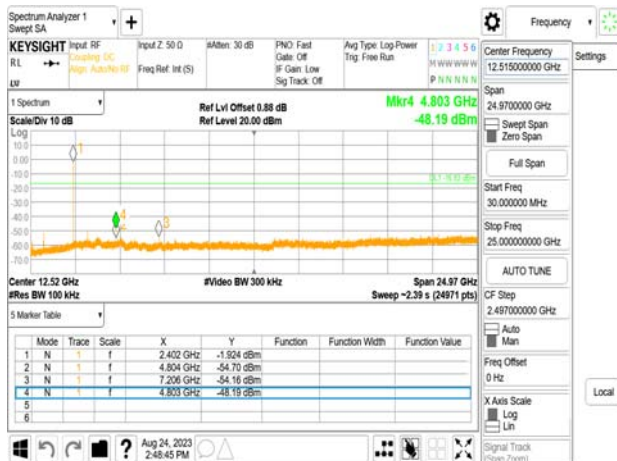 Spectrum Analyzer 1
Swept SA
KEYSIGHT
RL
Input: RF
Coupling: DC
Align: Auto/No RF
Input Z: 50 Ω
Freq Ref: Int (S)
#Atten: 30 dB
PNO: Fast
Gate: Off
IF Gain: Low
Sig Track: Off
Avg Type: Log-Power
Trig: Free Run
1 2 3 4 5 6
M W W W W W
P N N N N N
1 Spectrum
Scale/Div 10 dB
Ref Lvl Offset 0.88 dB
Ref Level 20.00 dBm
Mkr4 4.803 GHz
-48.19 dBm
Log
10.0
0.00
-10.0
-20.0
-30.0
-40.0
-50.0
-60.0
-70.0
1
4
3
Center 12.52 GHz
#Video BW 300 kHz
Span 24.97 GHz
#Res BW 100 kHz
Sweep ~2.39 s (24971 pts)
5 Marker Table
Mode Trace Scale X Y Function Function Width Function Value
1 N 1 f 2.402 GHz -1.924 dBm
2 N 1 f 4.804 GHz -54.70 dBm
3 N 1 f 7.206 GHz -54.16 dBm
4 N 1 f 4.803 GHz -48.19 dBm
5
6
Aug 24, 2023
2:48:45 PM
Frequency
Settings
Center Frequency
12.515000000 GHz
Span
24.9700000 GHz
Swept Span
Zero Span
Full Span
Start Freq
30.000000 MHz
Stop Freq
25.000000000 GHz
AUTO TUNE
CF Step
2.497000000 GHz
Auto
Man
Freq Offset
0 Hz
X Axis Scale
Log
Lin
Signal Track
(Span Zoom)
Local